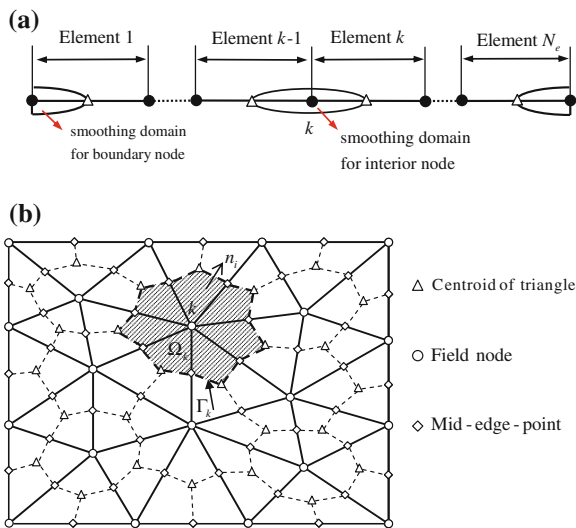 (a)
Element 1
Element k-1
Element k
Element Nₑ
smoothing domain
for boundary node
k
smoothing domain
for interior node
(b)
nᵢ
k
Ωₖ
Γₖ
Centroid of triangle
Field node
Mid - edge - point